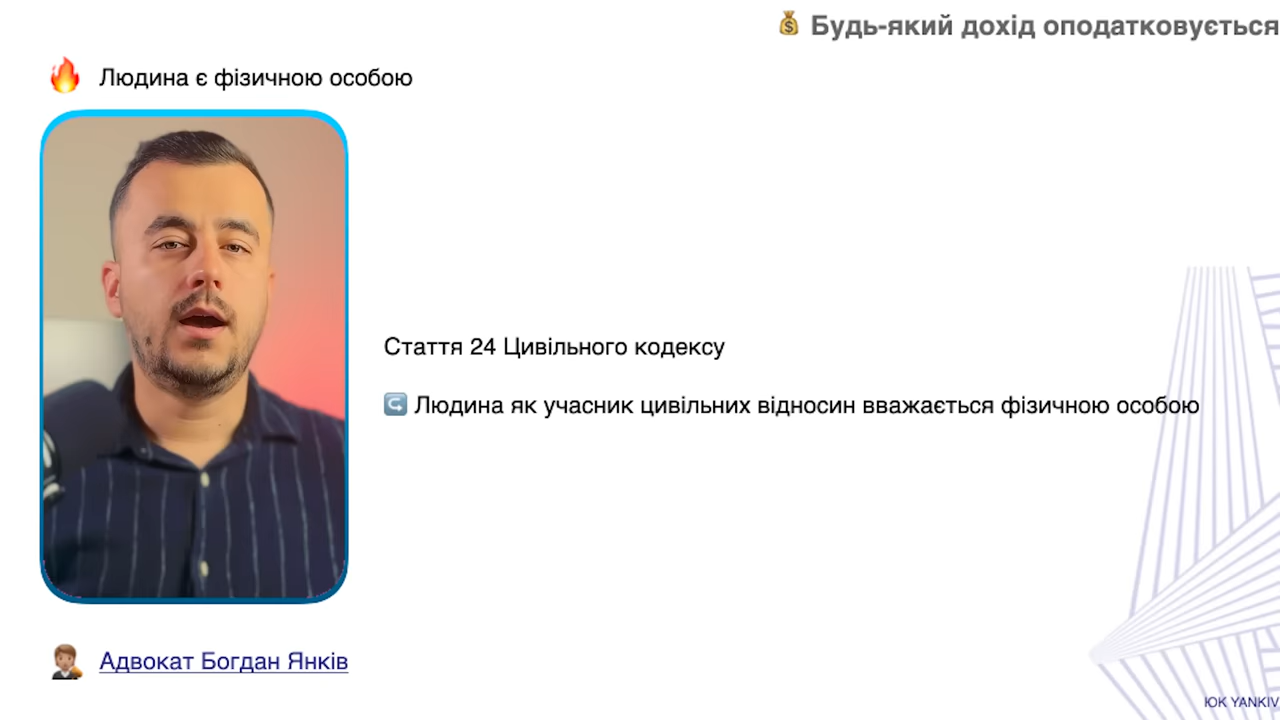 💰 Будь-який дохід оподатковується
🔥 Людина є фізичною особою
Стаття 24 Цивільного кодексу
↪️ Людина як учасник цивільних відносин вважається фізичною особою
Адвокат Богдан Янків
ЮК YANKIV